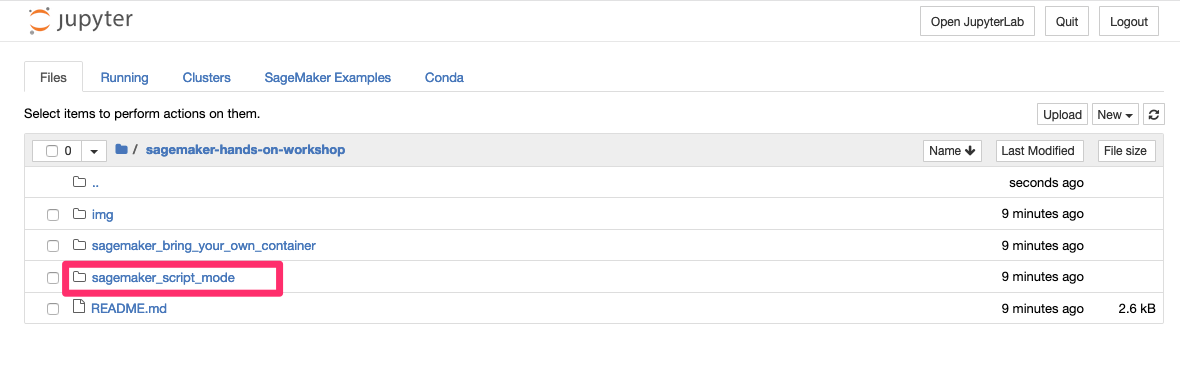 jupyter Open JupyterLab Quit Logout
Files Running Clusters SageMaker Examples Conda
Select items to perform actions on them. Upload New
0 / sagemaker-hands-on-workshop Name Last Modified File size
.. seconds ago
img 9 minutes ago
sagemaker_bring_your_own_container 9 minutes ago
sagemaker_script_mode 9 minutes ago
README.md 9 minutes ago 2.6 kB